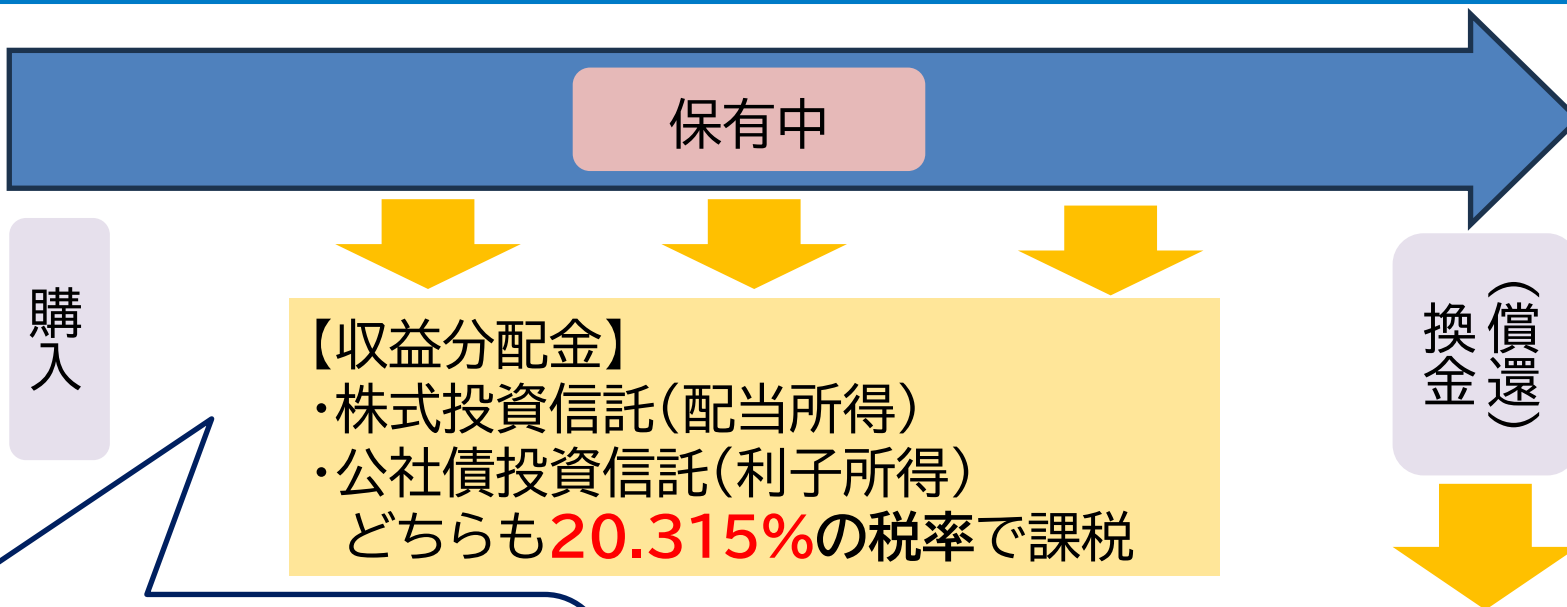 保有中
購入
【収益分配金】
・株式投資信託(配当所得)
・公社債投資信託(利子所得)
どちらも20.315%の税率で課税
(償還)
換金